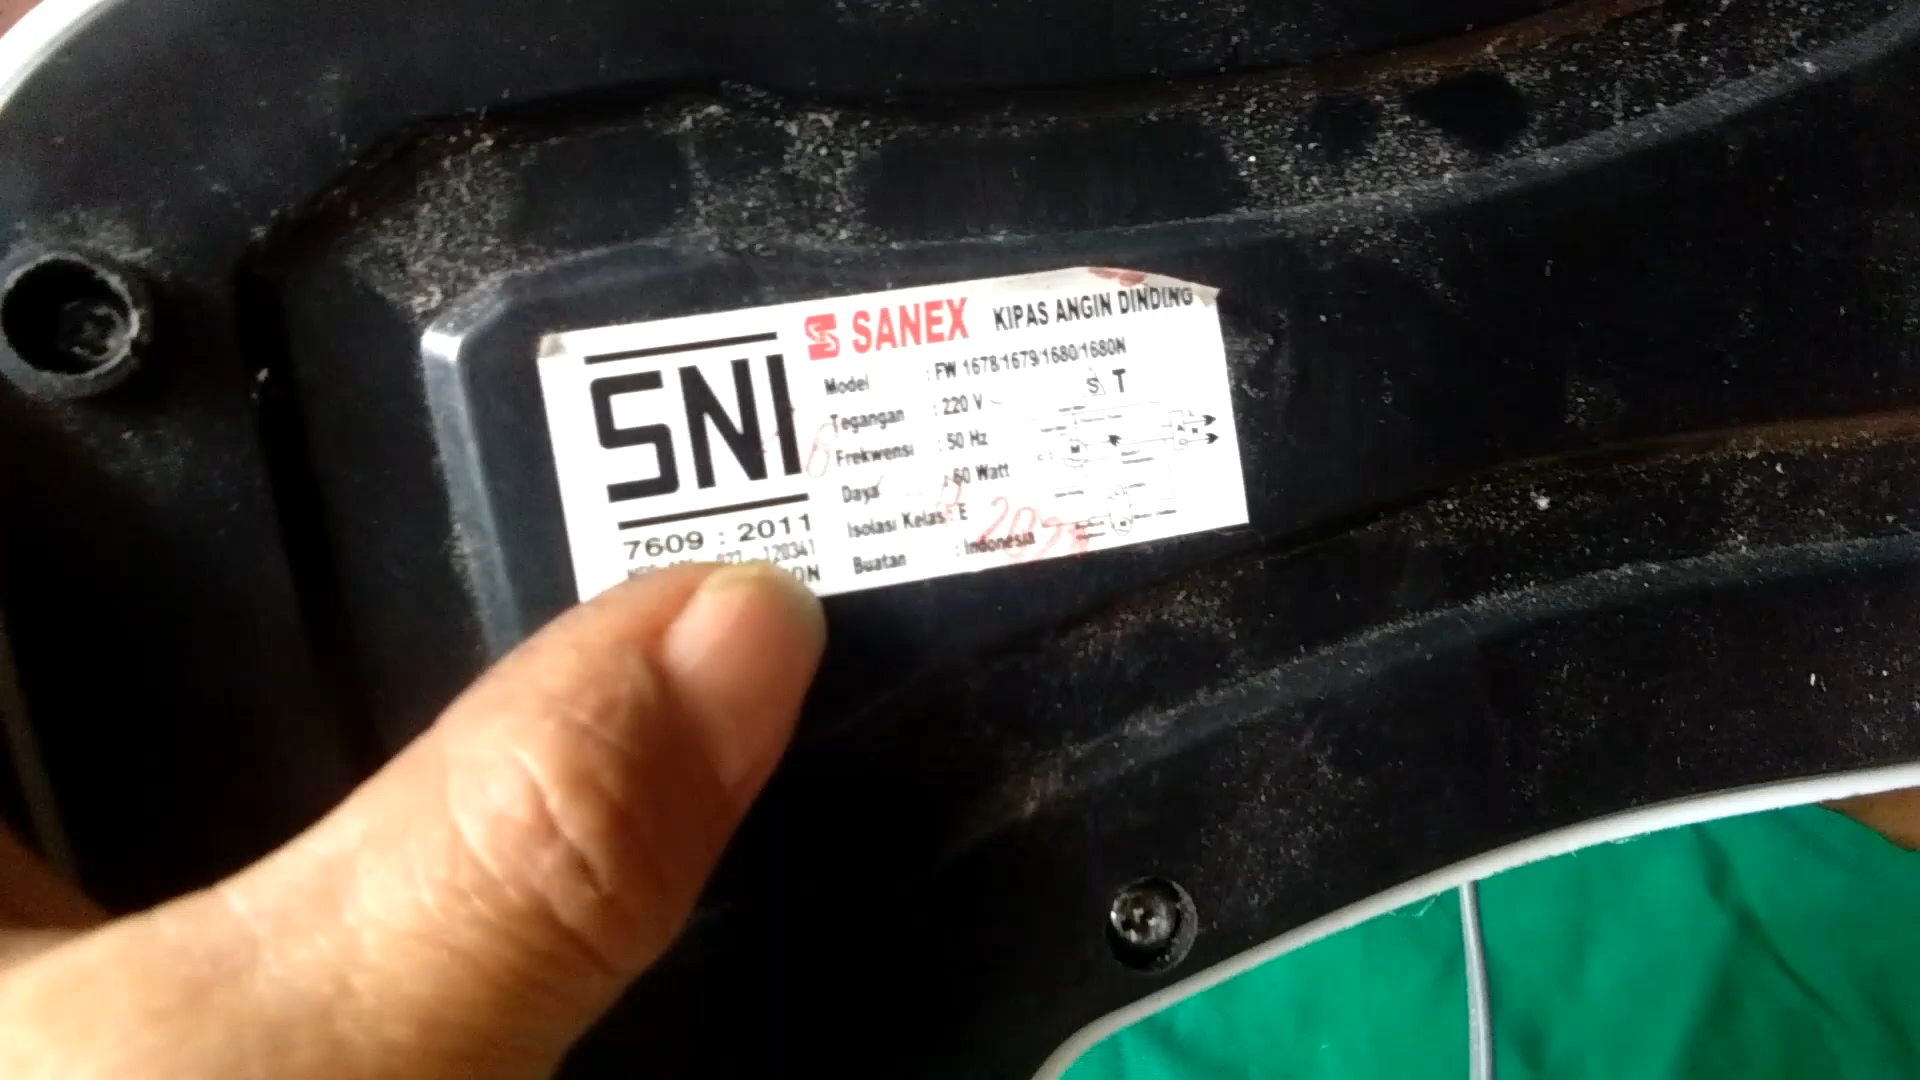 SNI
7609 : 2011
120341
SANEX KIPAS ANGIN DINDING
Model : FW 1678/1679/1680/1680N
Tegangan : 220 V ~
Frekwensi : 50 Hz
Daya : 60 Watt
Isolasi Kelas : E
Buatan : Indonesia
S T
M